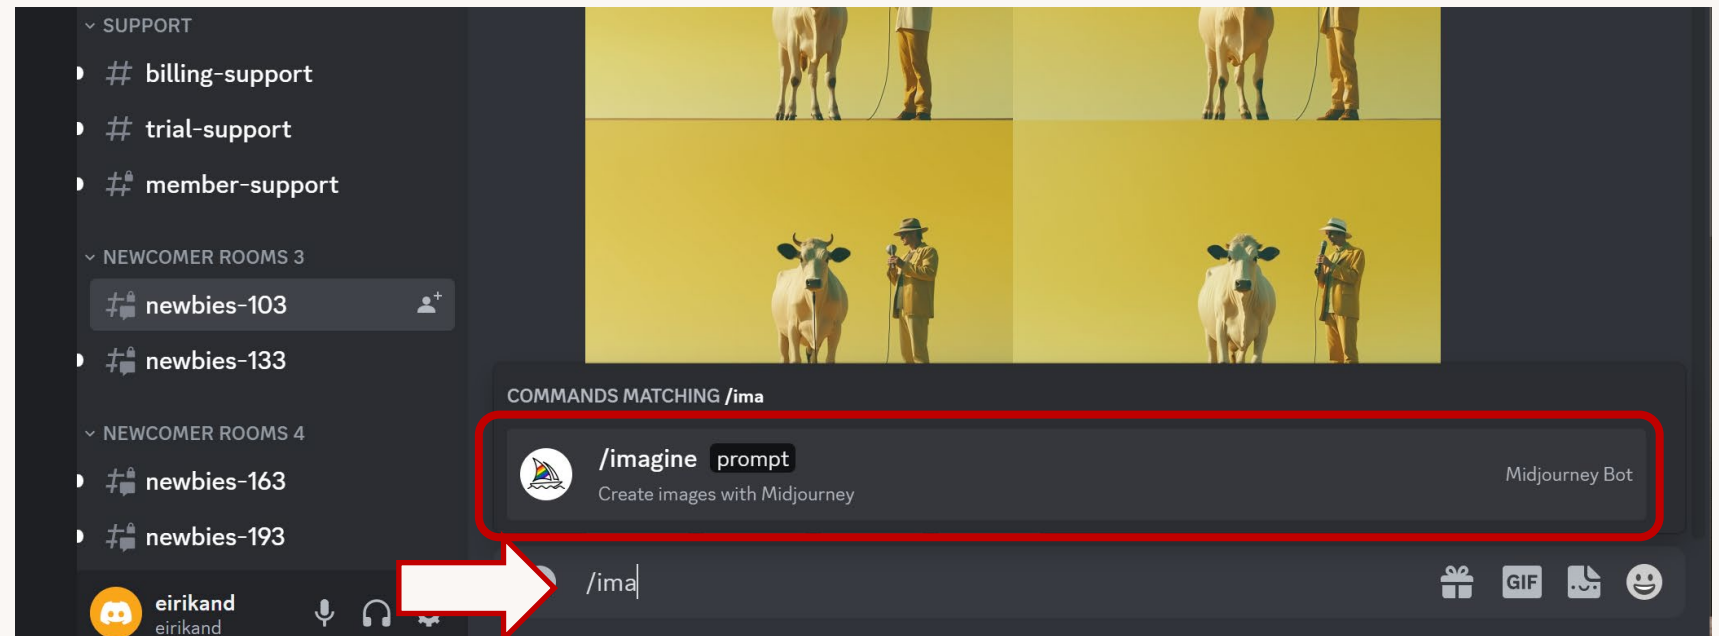 SUPPORT
billing-support
trial-support
member-support
NEWCOMER ROOMS 3
newbies-103
newbies-133
NEWCOMER ROOMS 4
newbies-163
newbies-193
eirikand
eirikand
COMMANDS MATCHING /ima
/imagine prompt
Create images with Midjourney
Midjourney Bot
/ima
GIF